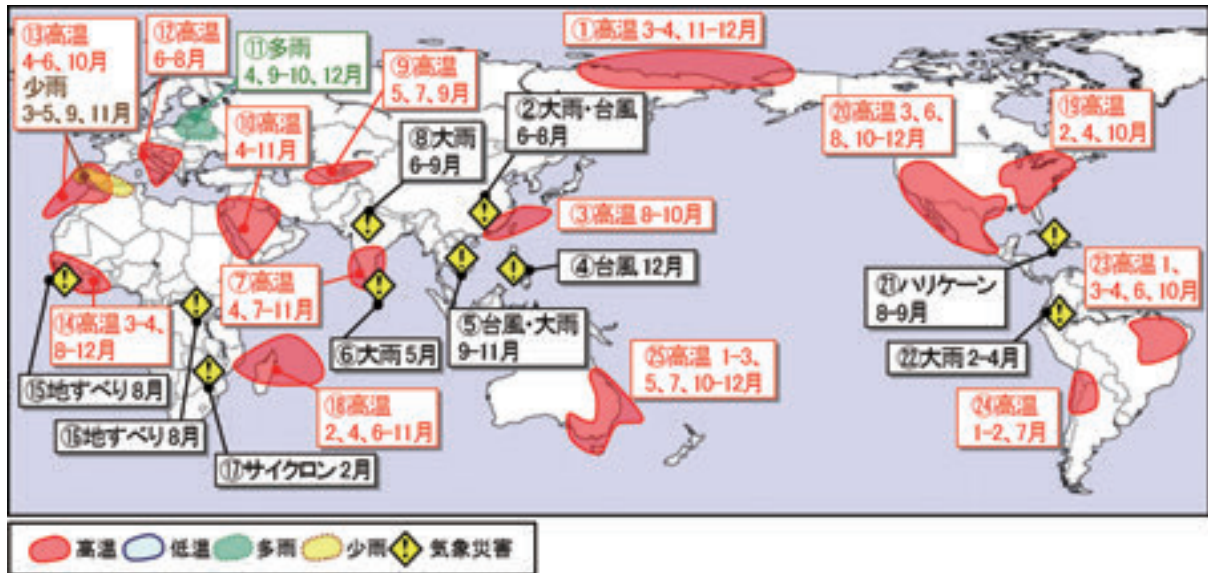 ⑬高温
4-6、10月
少雨
3-5、9、11月
⑫高温
6-8月
⑪多雨
4、9-10、12月
①高温 3-4、11-12月
⑨高温
5、7、9月
⑩高温
4-11月
⑧大雨
6-9月
②大雨・台風
6-8月
⑳高温 3、6、
8、10-12月
⑲高温
2、4、10月
③高温 8-10月
④台風 12月
⑦高温
4、7-11月
⑤台風・大雨
9-11月
⑥大雨 5月
㉑ハリケーン
8-9月
㉓高温 1、
3-4、6、10月
⑭高温 3-4、
8-12月
⑮地すべり 8月
⑯地すべり 8月
⑰サイクロン 2月
⑱高温
2、4、6-11月
㉕高温 1-3、
5、7、10-12月
㉒大雨 2-4月
㉔高温
1-2、7月
高温 低温 多雨 少雨 気象災害